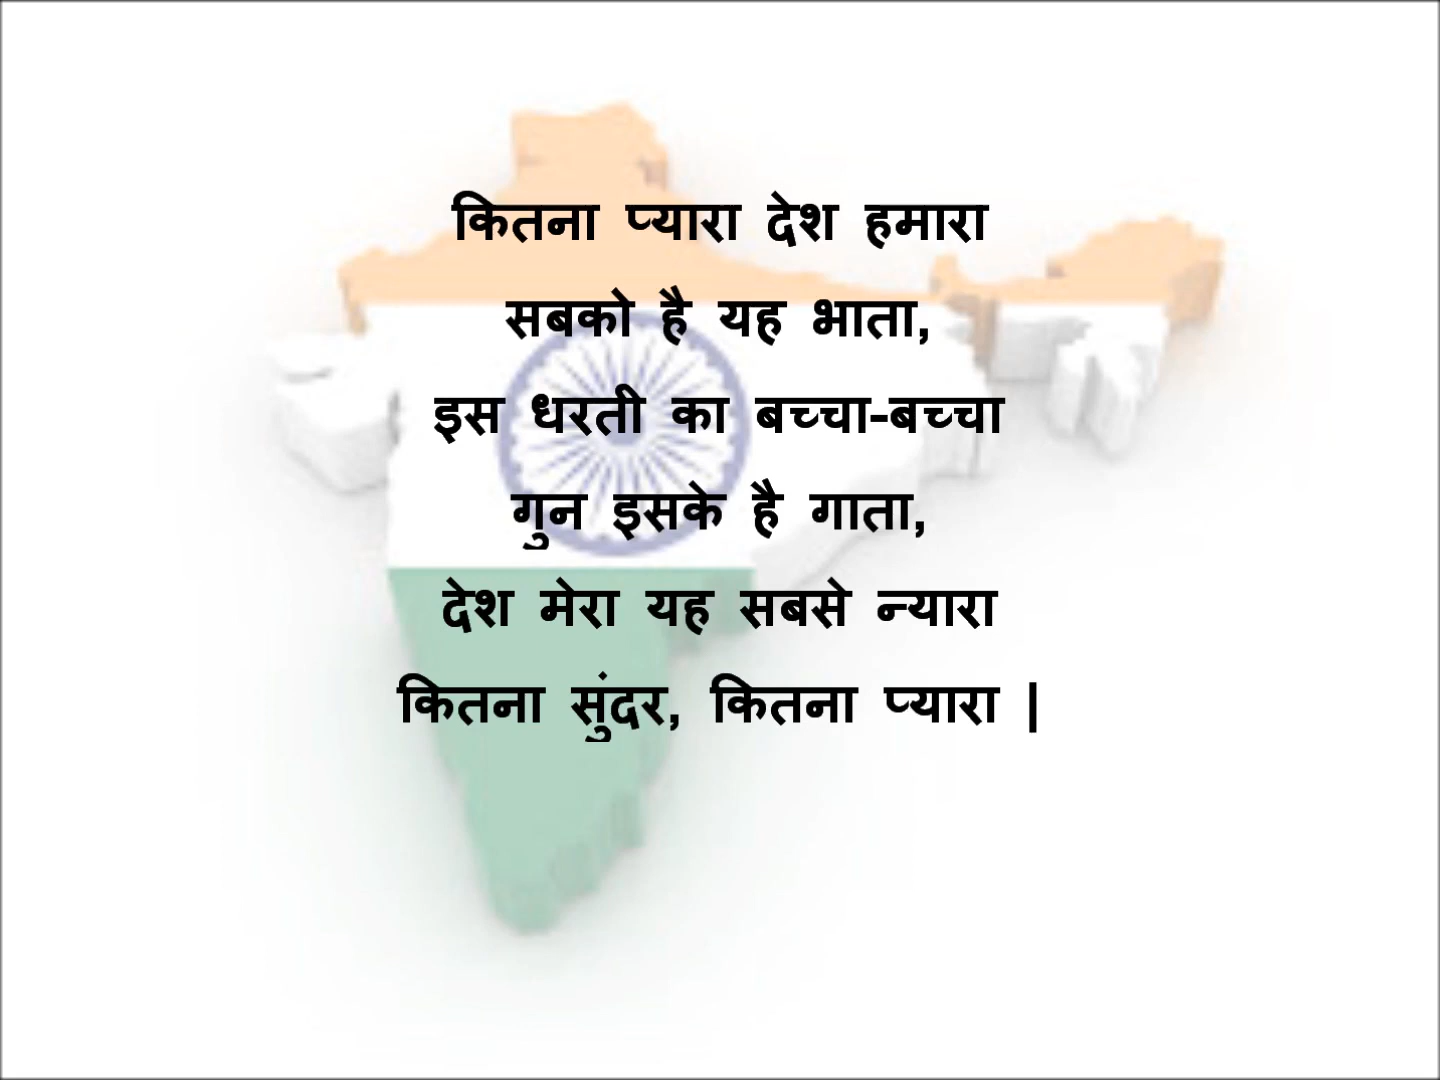 कितना प्यारा देश हमारा
सबको है यह भाता,
इस धरती का बच्चा-बच्चा
गुन इसके है गाता,
देश मेरा यह सबसे न्यारा
कितना सुंदर, कितना प्यारा |